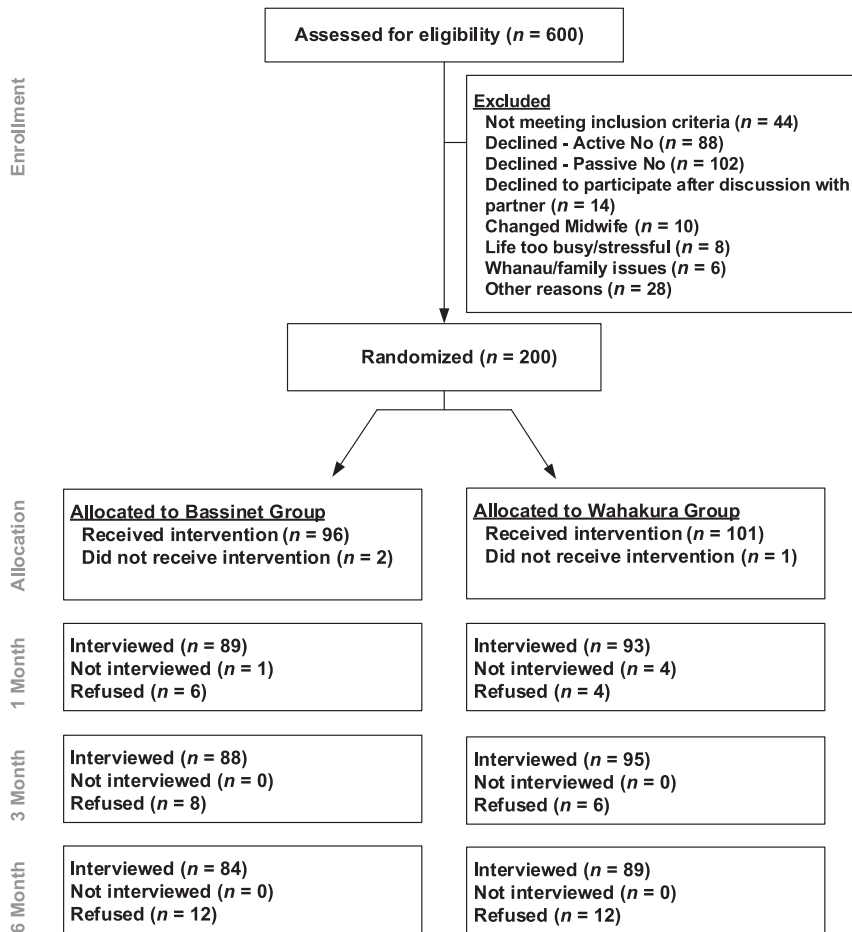 Assessed for eligibility (n = 600)
Enrollment
Excluded
Not meeting inclusion criteria (n = 44)
Declined - Active No (n = 88)
Declined - Passive No (n = 102)
Declined to participate after discussion with
partner (n = 14)
Changed Midwife (n = 10)
Life too busy/stressful (n = 8)
Whanau/family issues (n = 6)
Other reasons (n = 28)
Randomized (n = 200)
Allocation
Allocated to Bassinet Group
Received intervention (n = 96)
Did not receive intervention (n = 2)
Allocated to Wahakura Group
Received intervention (n = 101)
Did not receive intervention (n = 1)
1 Month
Interviewed (n = 89)
Not interviewed (n = 1)
Refused (n = 6)
Interviewed (n = 93)
Not interviewed (n = 4)
Refused (n = 4)
3 Month
Interviewed (n = 88)
Not interviewed (n = 0)
Refused (n = 8)
Interviewed (n = 95)
Not interviewed (n = 0)
Refused (n = 6)
6 Month
Interviewed (n = 84)
Not interviewed (n = 0)
Refused (n = 12)
Interviewed (n = 89)
Not interviewed (n = 0)
Refused (n = 12)